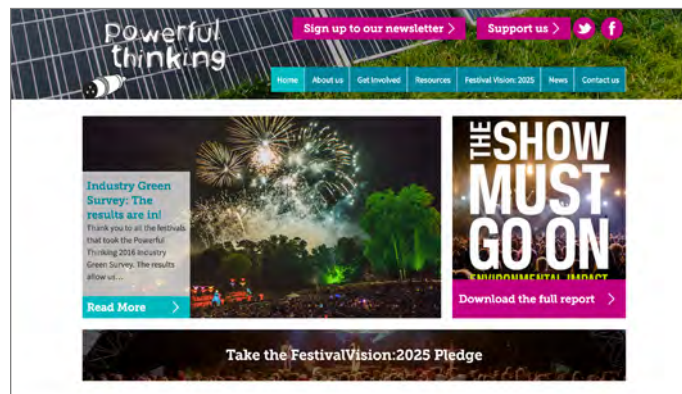 Powerful
thinking
Sign up to our newsletter >
Support us >
Home About us Get Involved Resources Festival Vision: 2025 News Contact us
Industry Green
Survey: The
results are in!
Thank you to all the festivals
that took the Powerful
Thinking 2016 Industry
Green Survey. The results
allow us...
Read More >
THE SHOW
MUST
GO ON
ENVIRONMENTAL IMPACT
Download the full report >
Take the FestivalVision:2025 Pledge